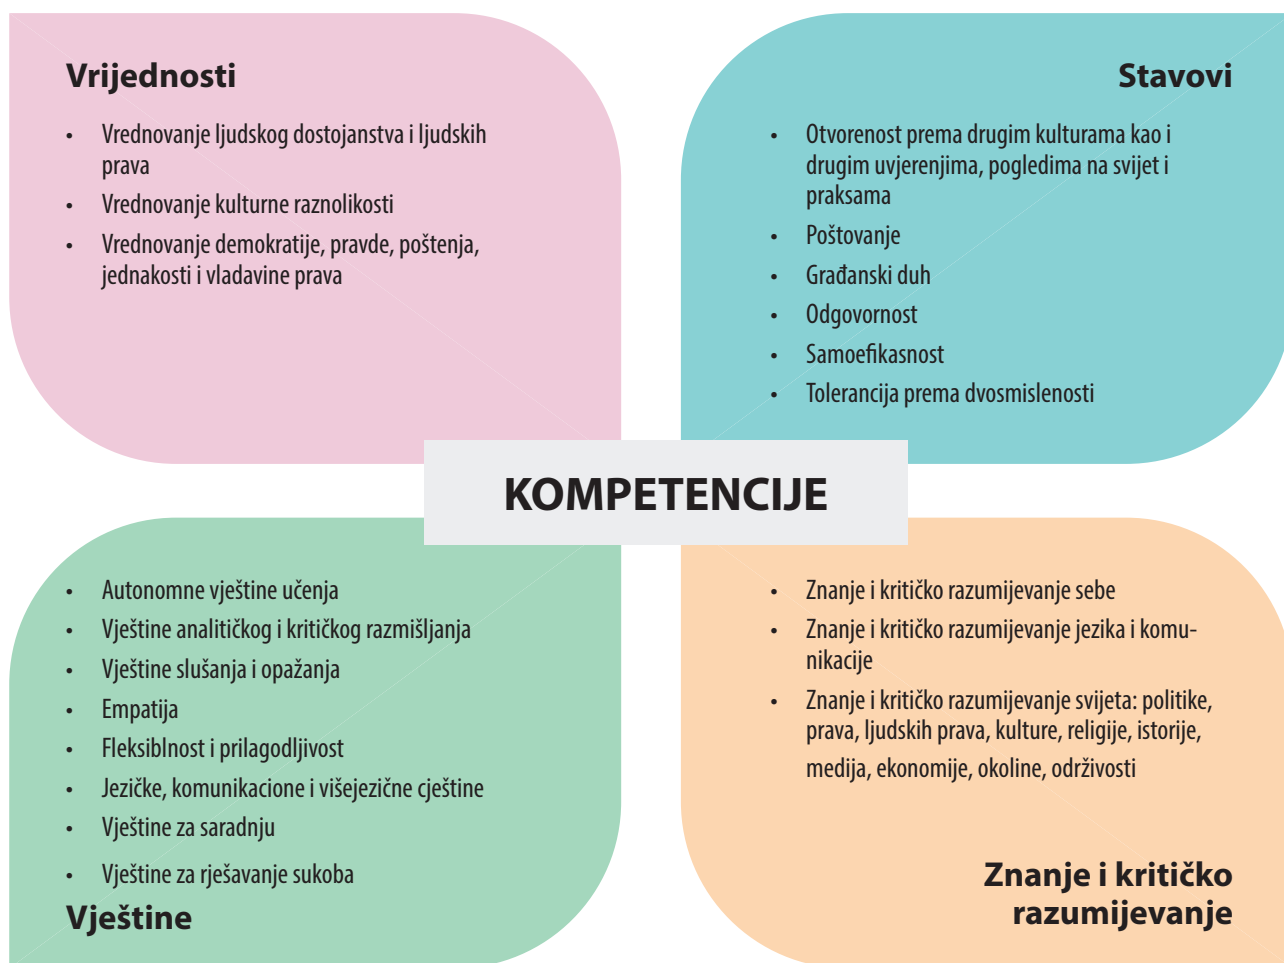 Vrijednosti
• Vrednovanje ljudskog dostojanstva i ljudskih
prava
• Vrednovanje kulturne raznolikosti
• Vrednovanje demokratije, pravde, poštenja,
jednakosti i vladavine prava
Stavovi
• Otvorenost prema drugim kulturama kao i
drugim uvjerenjima, pogledima na svijet i
praksama
• Poštovanje
• Građanski duh
• Odgovornost
• Samoefikasnost
• Tolerancija prema dvosmislenosti
KOMPETENCIJE
• Autonomne vještine učenja
• Vještine analitičkog i kritičkog razmišljanja
• Vještine slušanja i opažanja
• Empatija
• Fleksiblnost i prilagodljivost
• Jezičke, komunikacione i višejezične cještine
• Vještine za saradnju
• Vještine za rješavanje sukoba
Vještine
• Znanje i kritičko razumijevanje sebe
• Znanje i kritičko razumijevanje jezika i komu-
nikacije
• Znanje i kritičko razumijevanje svijeta: politike,
prava, ljudskih prava, kulture, religije, istorije,
medija, ekonomije, okoline, održivosti
Znanje i kritičko
razumijevanje